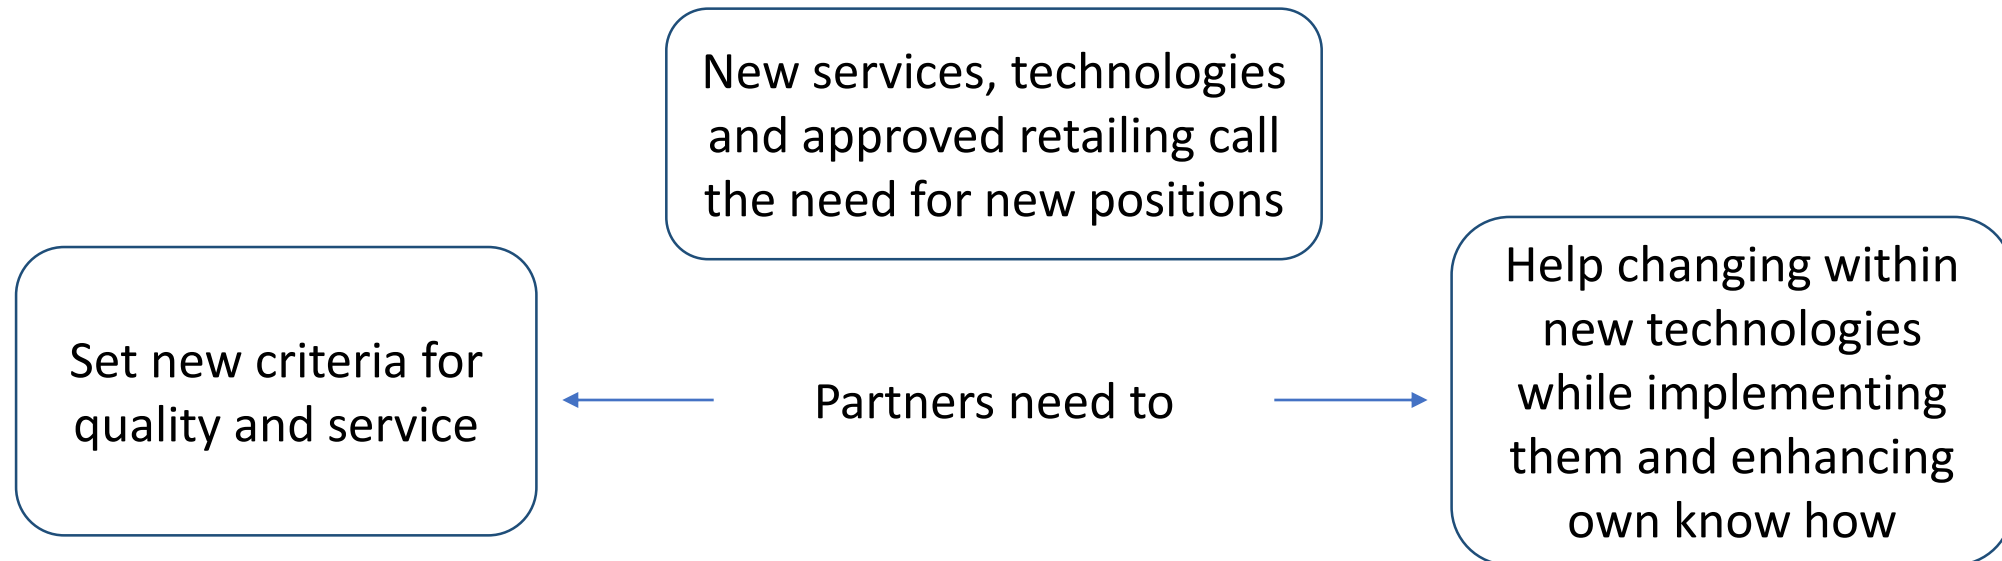 New services, technologies
and approved retailing call
the need for new positions
Set new criteria for
quality and service
Partners need to
Help changing within
new technologies
while implementing
them and enhancing
own know how